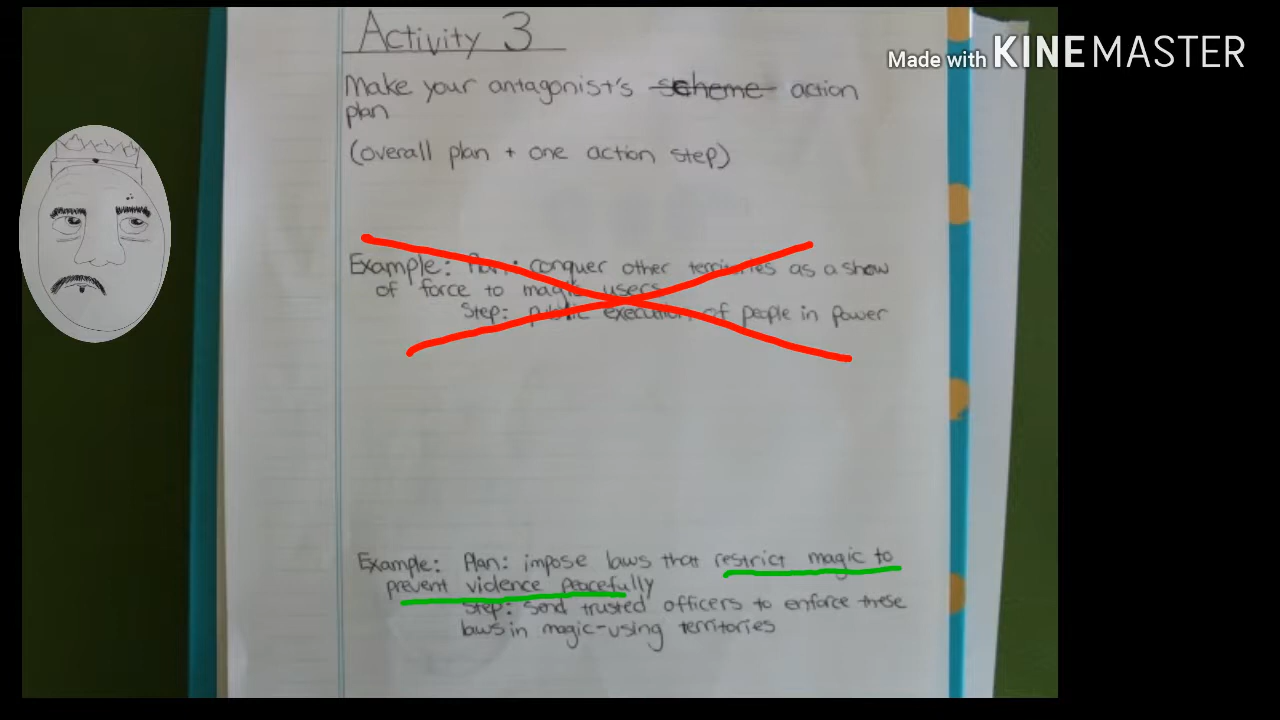 Made with KINEMASTER
Activity 3
Make your antagonist's scheme action
plan
(overall plan + one action step)
Example: Plan: conquer other territories as a show
of force to magic users
Step: public execution of people in power
Example: Plan: impose laws that restrict magic to
prevent violence peacefully
Step: send trusted officers to enforce these
laws in magic-using territories